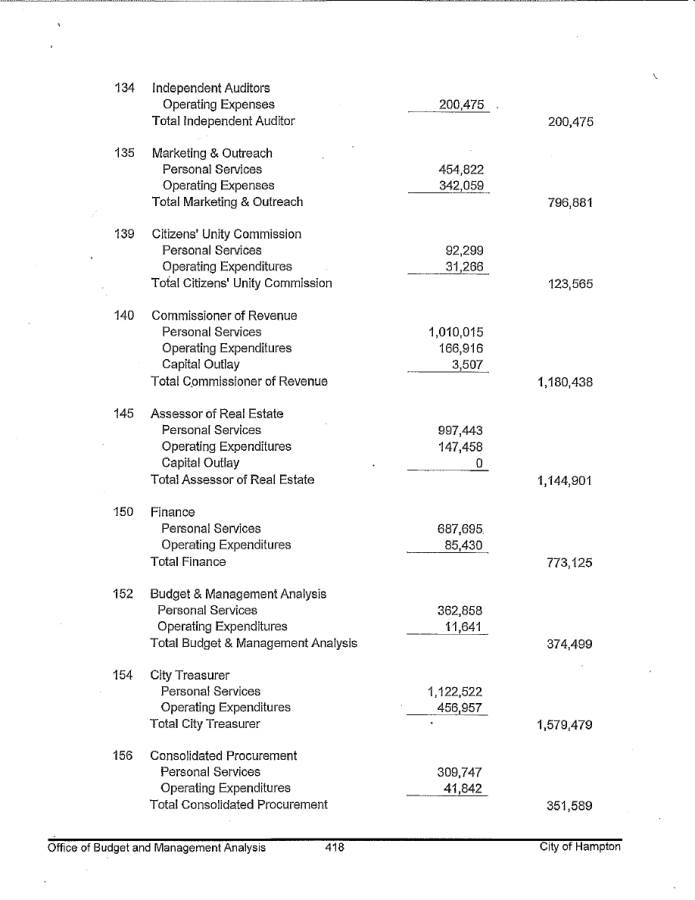 134 Independent Auditors
Operating Expenses 200,475
Total Independent Auditor 200,475
135 Marketing & Outreach
Personal Services 454,822
Operating Expenses 342,059
Total Marketing & Outreach 796,881
139 Citizens' Unity Commission
Personal Services 92,299
Operating Expenditures 31,266
Total Citizens' Unity Commission 123,565
140 Commissioner of Revenue
Personal Services 1,010,015
Operating Expenditures 166,916
Capital Outlay 3,507
Total Commissioner of Revenue 1,180,438
145 Assessor of Real Estate
Personal Services 997,443
Operating Expenditures 147,458
Capital Outlay 0
Total Assessor of Real Estate 1,144,901
150 Finance
Personal Services 687,695
Operating Expenditures 85,430
Total Finance 773,125
152 Budget & Management Analysis
Personal Services 362,858
Operating Expenditures 11,641
Total Budget & Management Analysis 374,499
154 City Treasurer
Personal Services 1,122,522
Operating Expenditures 456,957
Total City Treasurer 1,579,479
156 Consolidated Procurement
Personal Services 309,747
Operating Expenditures 41,842
Total Consolidated Procurement 351,589
Office of Budget and Management Analysis 418 City of Hampton